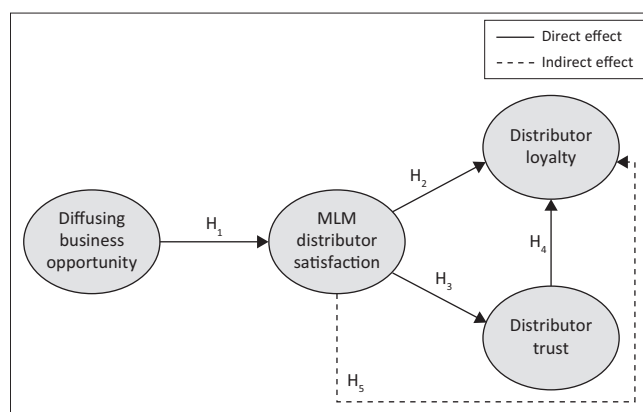 Direct effect
Indirect effect
Distributor
loyalty
H₂
Diffusing
business
opportunity
H₁
MLM
distributor
satisfaction
H₄
H₃
Distributor
trust
H₅